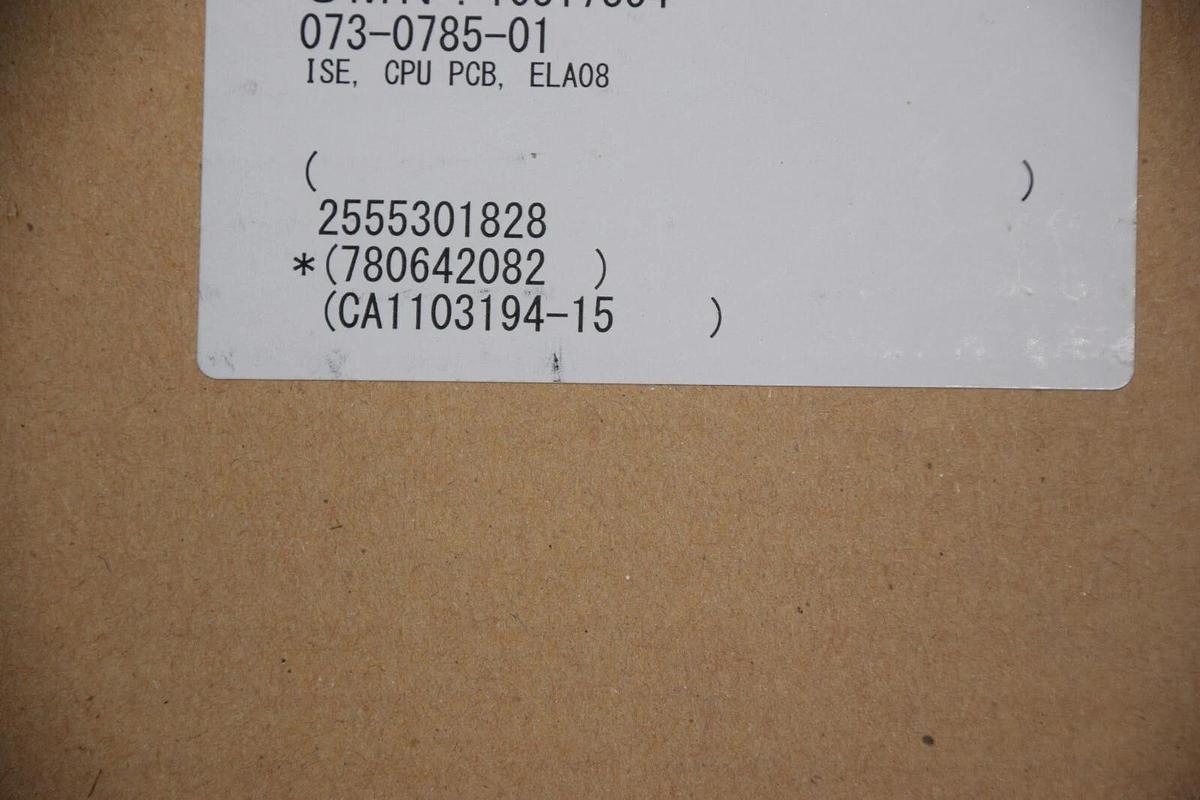 073-0785-01
ISE, CPU PCB, ELA08
( )
2555301828
*(780642082 )
(CA1103194-15 )